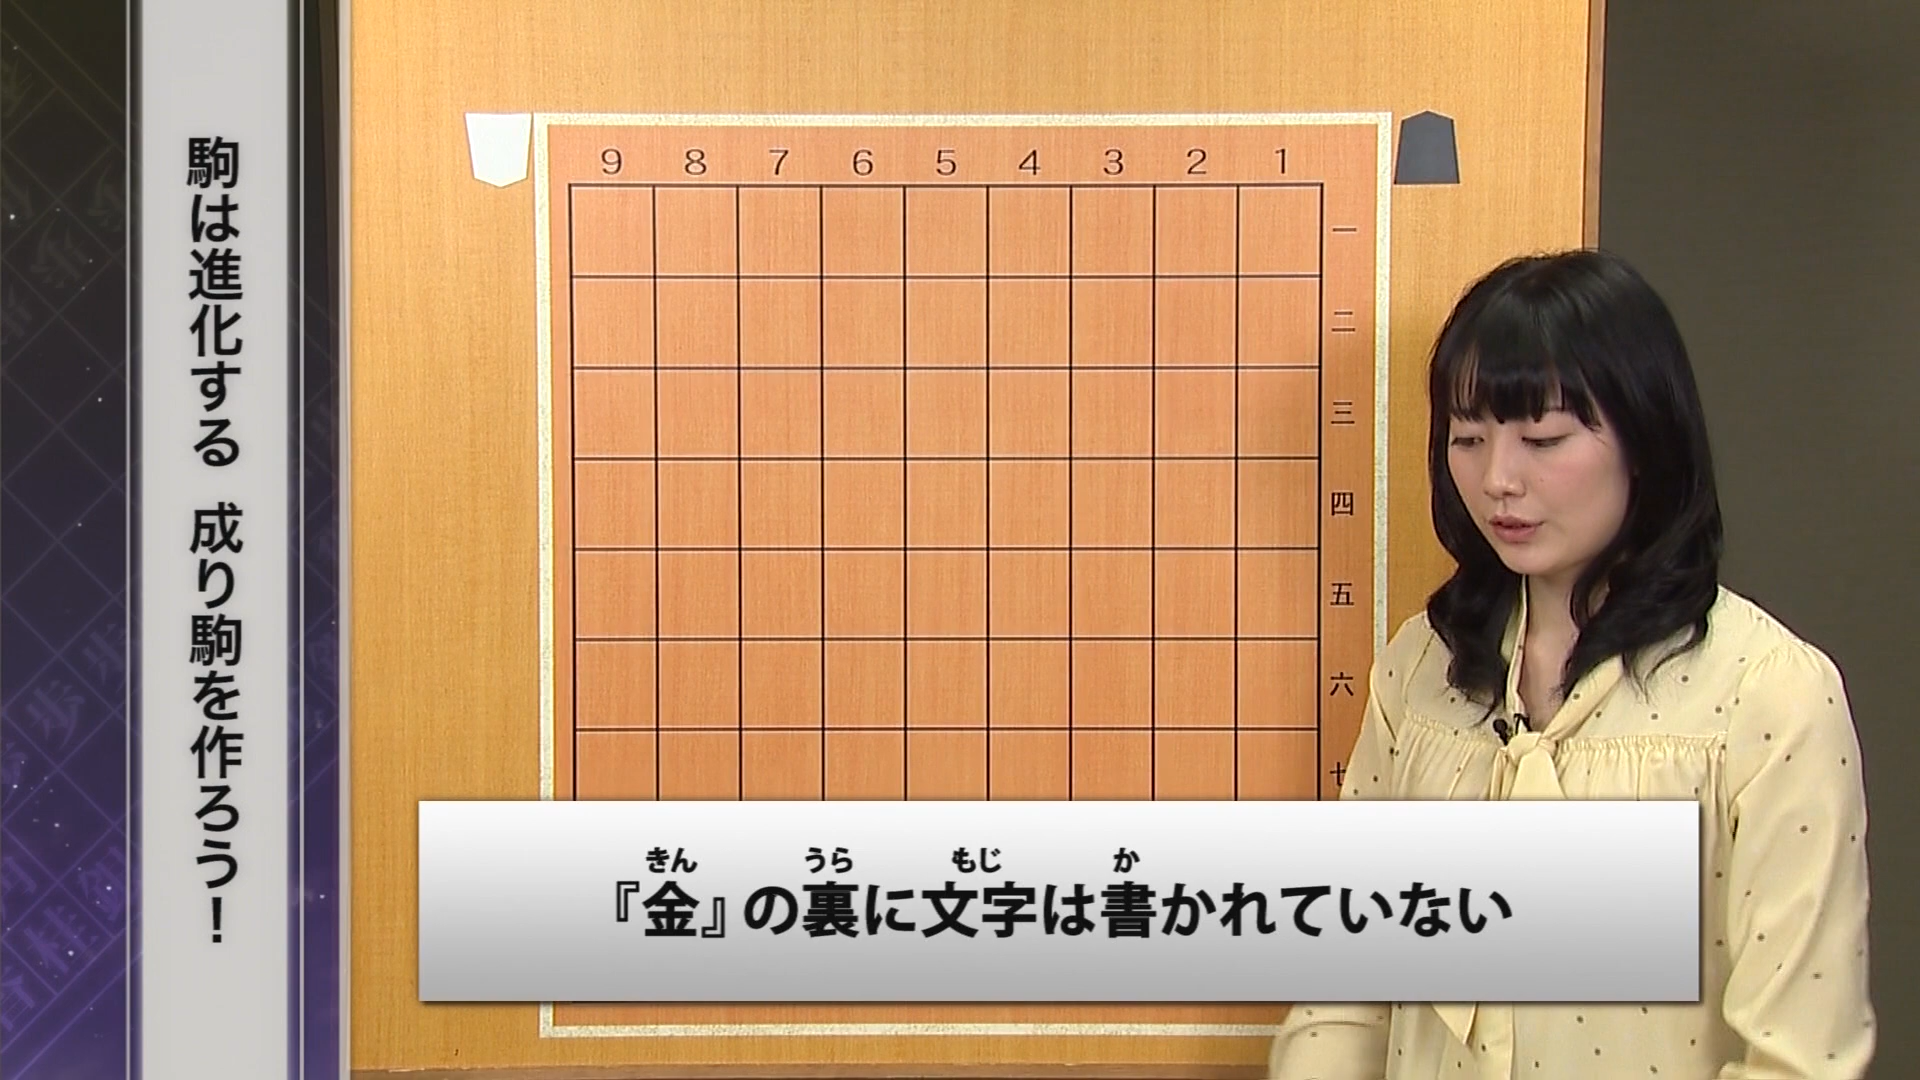 駒は進化する 成り駒を作ろう！
9 8 7 6 5 4 3 2 1
一
二
三
四
五
六
七
きん うら もじ か
『金』の裏に文字は書かれていない
歩
桂